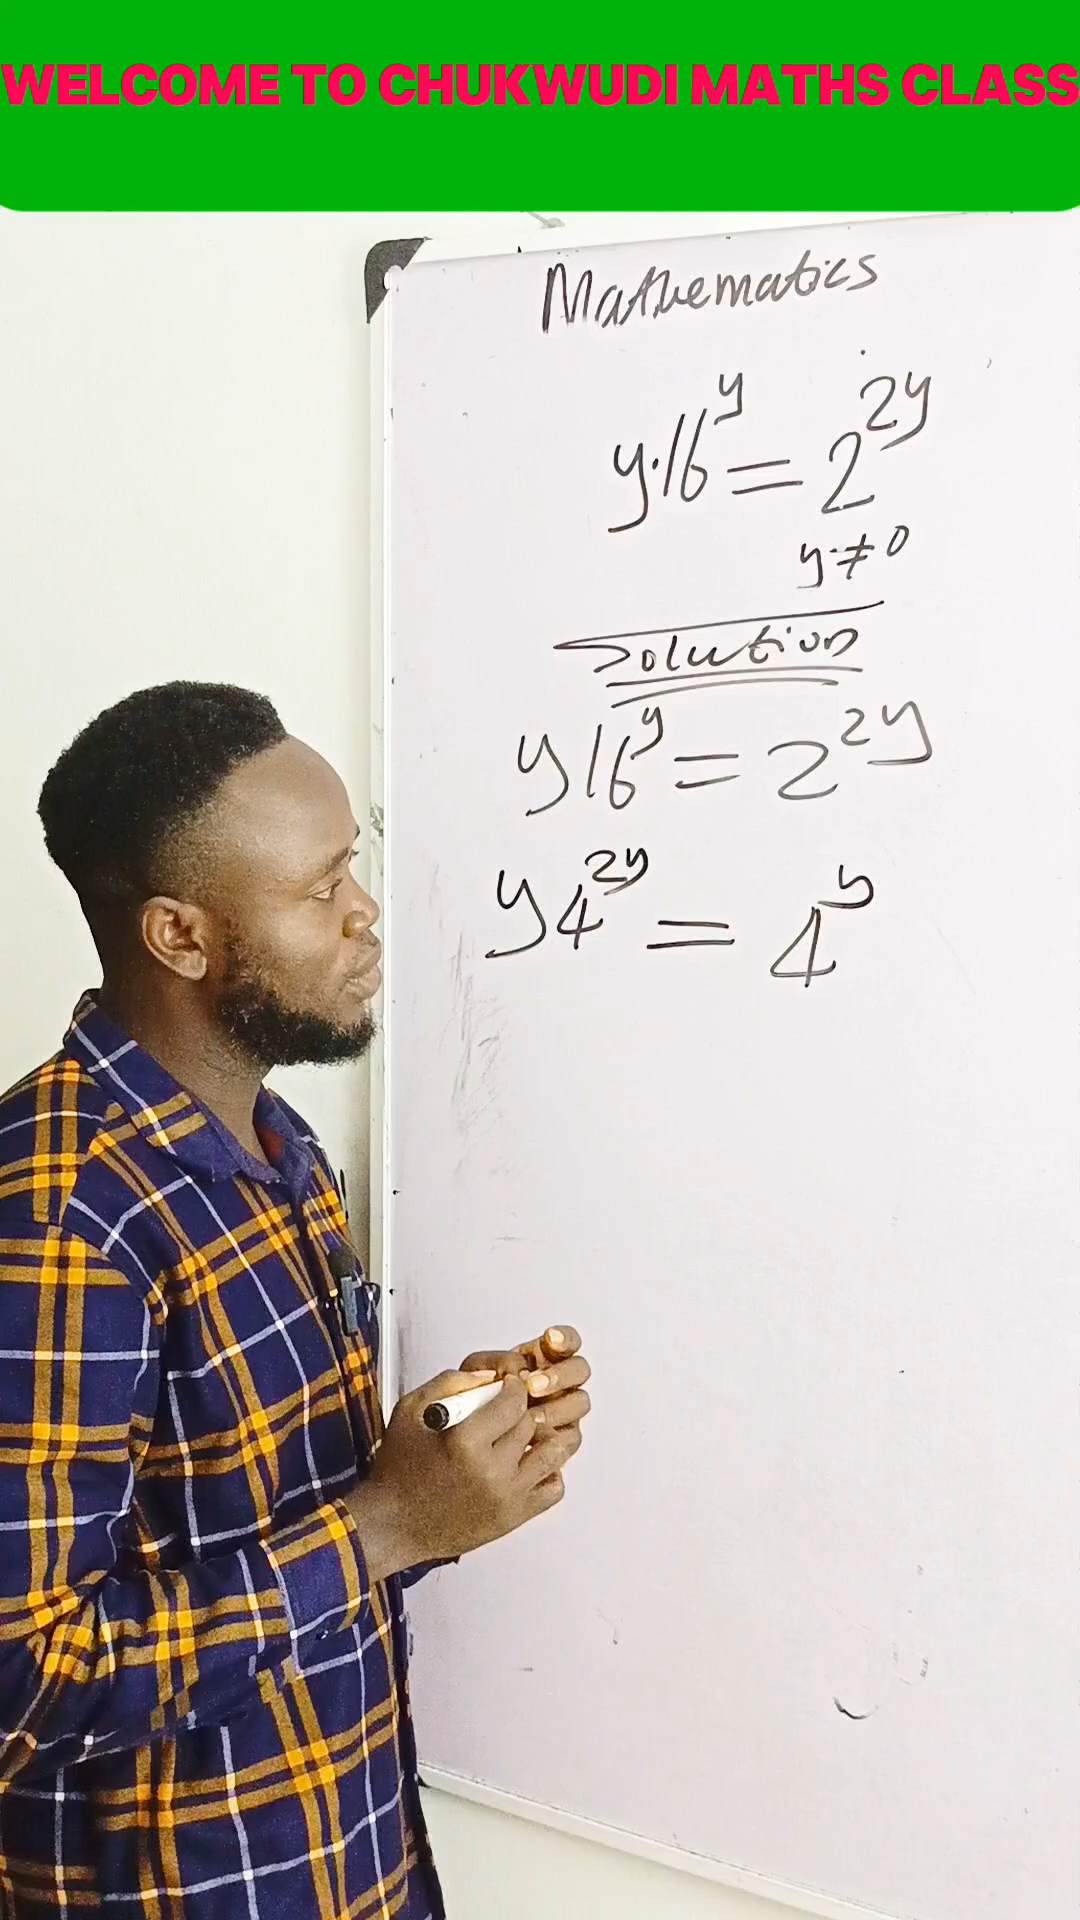 WELCOME TO CHUKWUDI MATHS CLASS
Mathematics
y·16^y = 2^2y
y ≠ 0
Solution
y16^y = 2^2y
y4^2y = 4^y